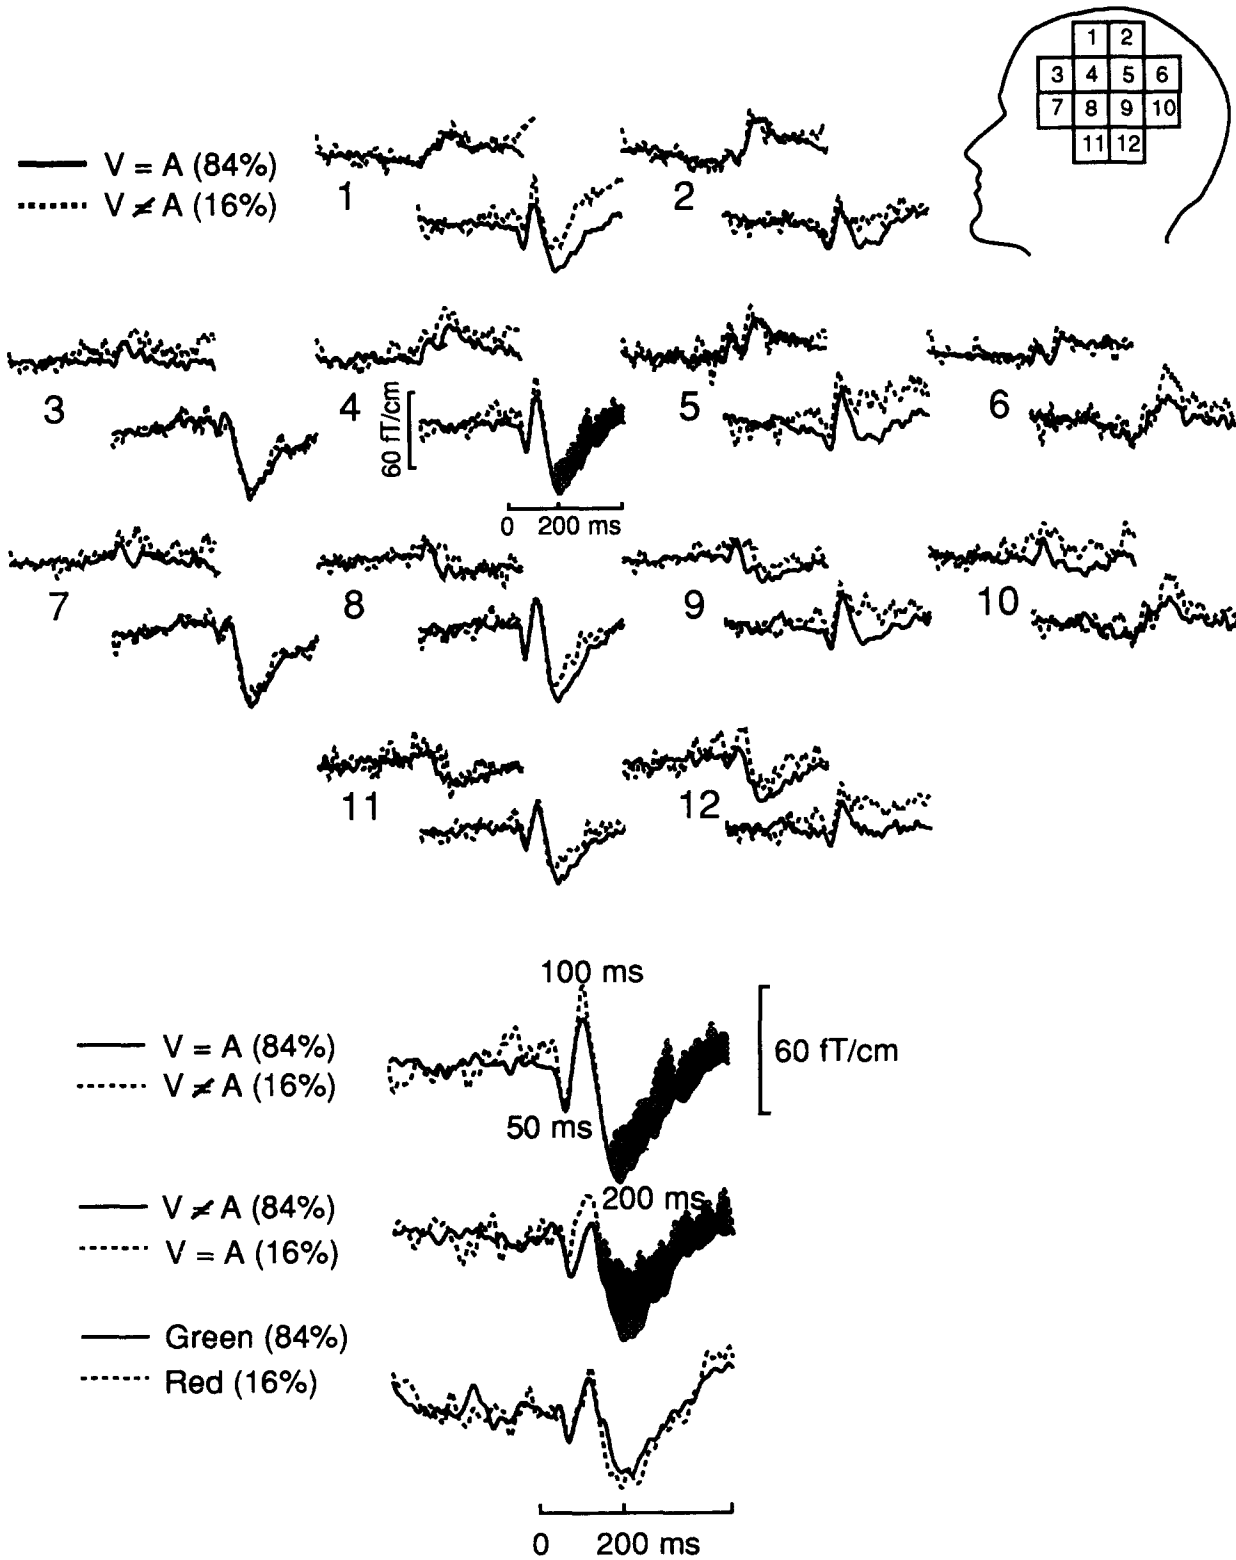 1 2
3 4 5 6
7 8 9 10
11 12
V = A (84%)
V ≠ A (16%)
1
2
3
4
60 fT/cm
5
6
0 200 ms
7
8
9
10
11
12
100 ms
V = A (84%)
V ≠ A (16%)
60 fT/cm
50 ms
200 ms
V ≠ A (84%)
V = A (16%)
Green (84%)
Red (16%)
0 200 ms